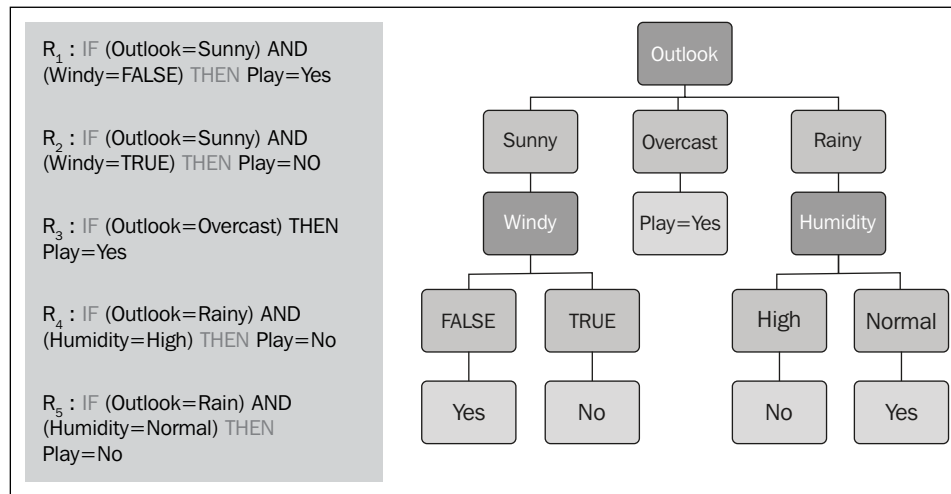 R1 : IF (Outlook=Sunny) AND
(Windy=FALSE) THEN Play=Yes
R2 : IF (Outlook=Sunny) AND
(Windy=TRUE) THEN Play=NO
R3 : IF (Outlook=Overcast) THEN
Play=Yes
R4 : IF (Outlook=Rainy) AND
(Humidity=High) THEN Play=No
R5 : IF (Outlook=Rain) AND
(Humidity=Normal) THEN
Play=No
Outlook
Sunny Overcast Rainy
Windy Play=Yes Humidity
FALSE TRUE High Normal
Yes No No Yes